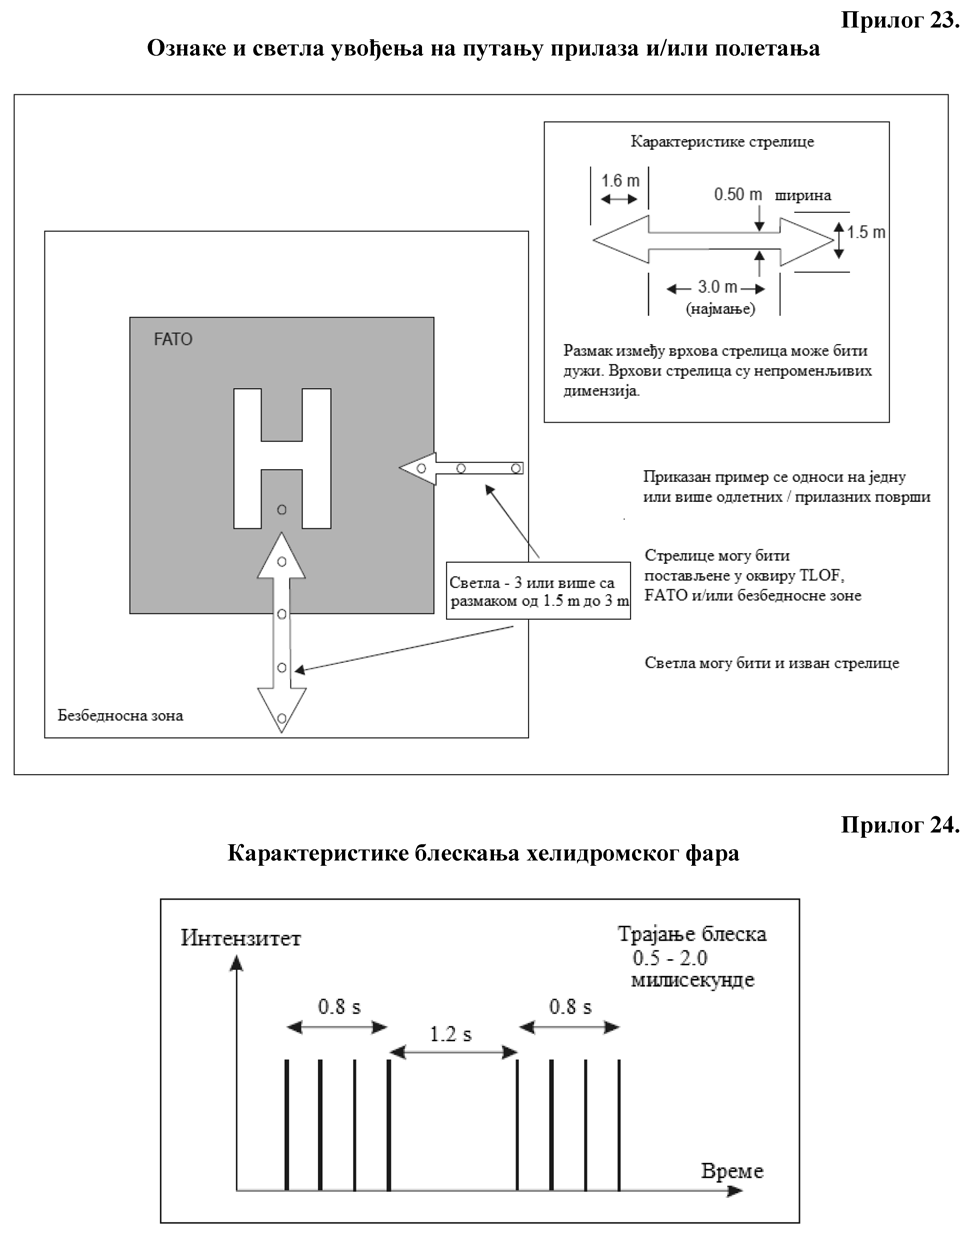 Прилог 23.
Ознаке и светла увођења на путању прилаза и/или полетања
Карактеристике стрелице
1.6 m
0.50 m ширина
1.5 m
3.0 m
(најмање)
Размак између врхова стрелица може бити
дужи. Врхови стрелица су непроменљивих
димензија.
FATO
H
Приказан пример се односи на једну
или више одлетних / прилазних површи
Стрелице могу бити
постављене у оквиру TLOF,
FATO и/или безбедносне зоне
Светла - 3 или више са
размаком од 1.5 m до 3 m
Светла могу бити и изван стрелице
Безбедносна зона
Прилог 24.
Карактеристике блескања хелидромског фара
Интензитет
Трајање блеска
0.5 - 2.0
милисекунде
0.8 s
1.2 s
0.8 s
Време